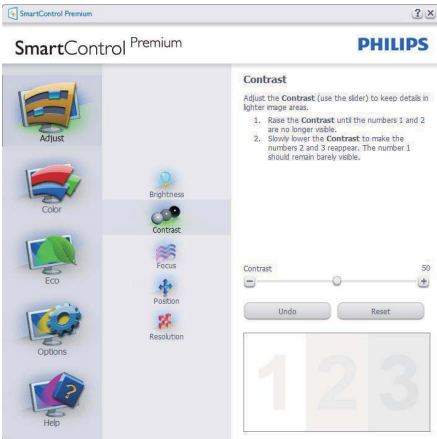 SmartControl Premium
SmartControl Premium
PHILIPS
Adjust
Color
Eco
Options
Help
Brightness
Contrast
Focus
Position
Resolution
Contrast
Adjust the Contrast (use the slider) to keep details in
lighter image areas.
1. Raise the Contrast until the numbers 1 and 2
are no longer visible.
2. Slowly lower the Contrast to make the
numbers 2 and 3 reappear. The number 1
should remain barely visible.
Contrast 50
Undo Reset
1 2 3